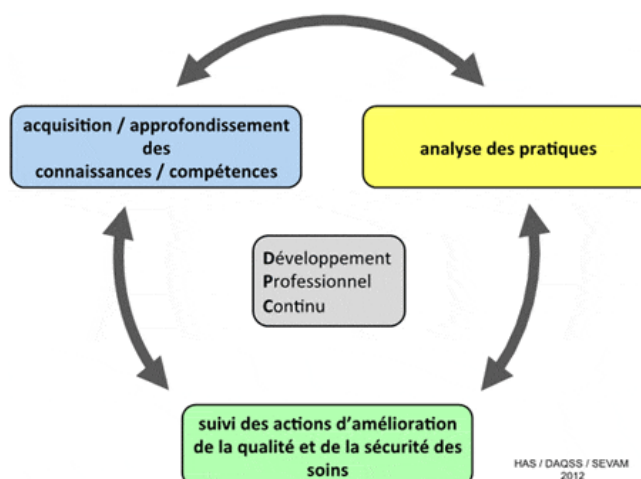 acquisition / approfondissement
des
connaissances / compétences
analyse des pratiques
Développement
Professionnel
Continu
suivi des actions d'amélioration
de la qualité et de la sécurité des
soins
HAS / DAQSS / SEVAM
2012